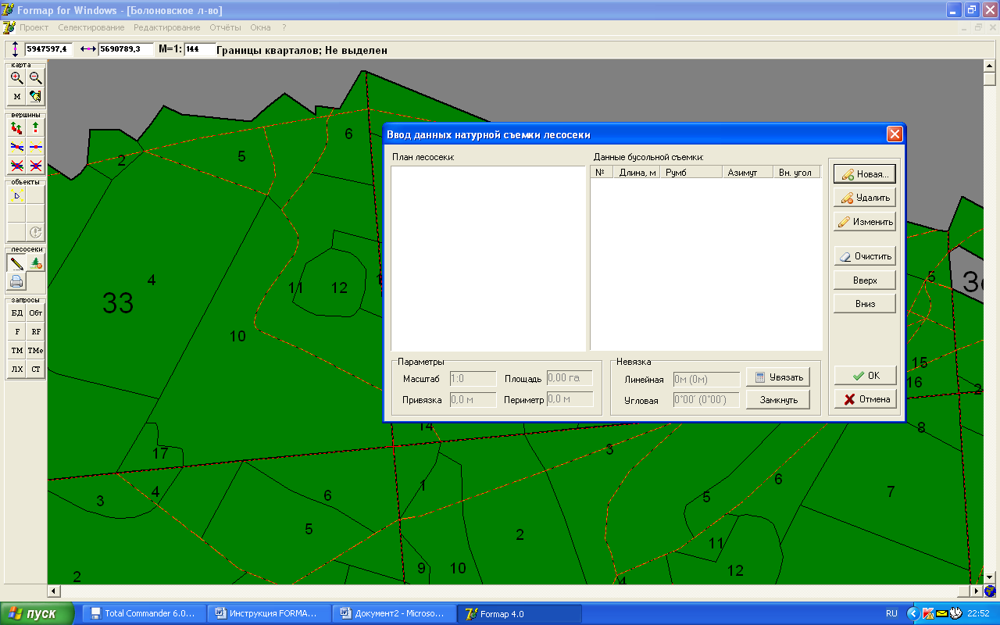 Formap for Windows - [Болоновское л-во]
Проект Селектирование Редактирование Отчёты Окна ?
5947597,4 5690789,3 М=1: 144 Границы кварталов; Не выделен
карта
М
вершины
объекты
лесосеки
запросы
БД Обт
F RF
ТМ ТМе
ЛХ СТ
Ввод данных натурной съемки лесосеки
План лесосеки:
Данные бусольной съемки:
№ Длина, м Румб Азимут Вн. угол
Новая...
Удалить
Изменить
Очистить
Вверх
Вниз
OK
Отмена
Параметры
Масштаб 1:0 Площадь 0,00 га
Привязка 0,0 м Периметр 0,0 м
Невязка
Линейная 0м (0м) Увязать
Угловая 0°00' (0°00') Замкнуть
2
5
6
4
33
10
11
12
5
15
16
2
14
17
3
8
3
4
6
5
1
2
9
10
5
6
7
11
12
2
4
пуск
Total Commander 6.0...
Инструкция FORMA...
Документ2 - Microso...
Formap 4.0
RU
22:52